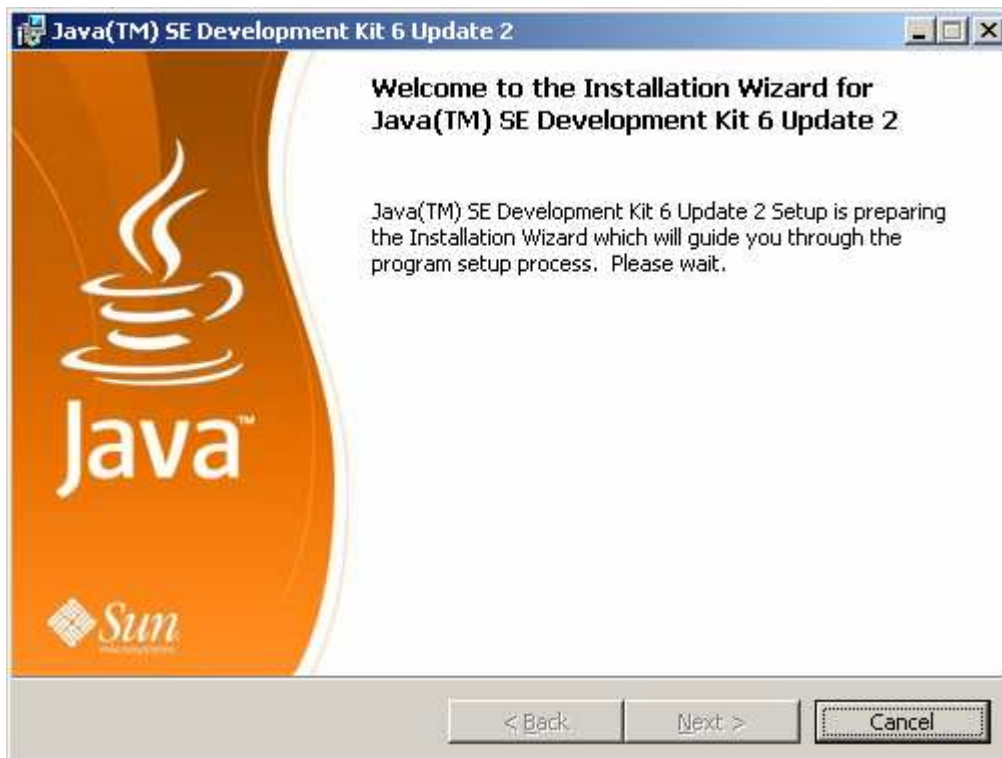 Java(TM) SE Development Kit 6 Update 2
Welcome to the Installation Wizard for
Java(TM) SE Development Kit 6 Update 2
Java(TM) SE Development Kit 6 Update 2 Setup is preparing
the Installation Wizard which will guide you through the
program setup process.  Please wait.
Java™
Sun
< Back
Next >
Cancel